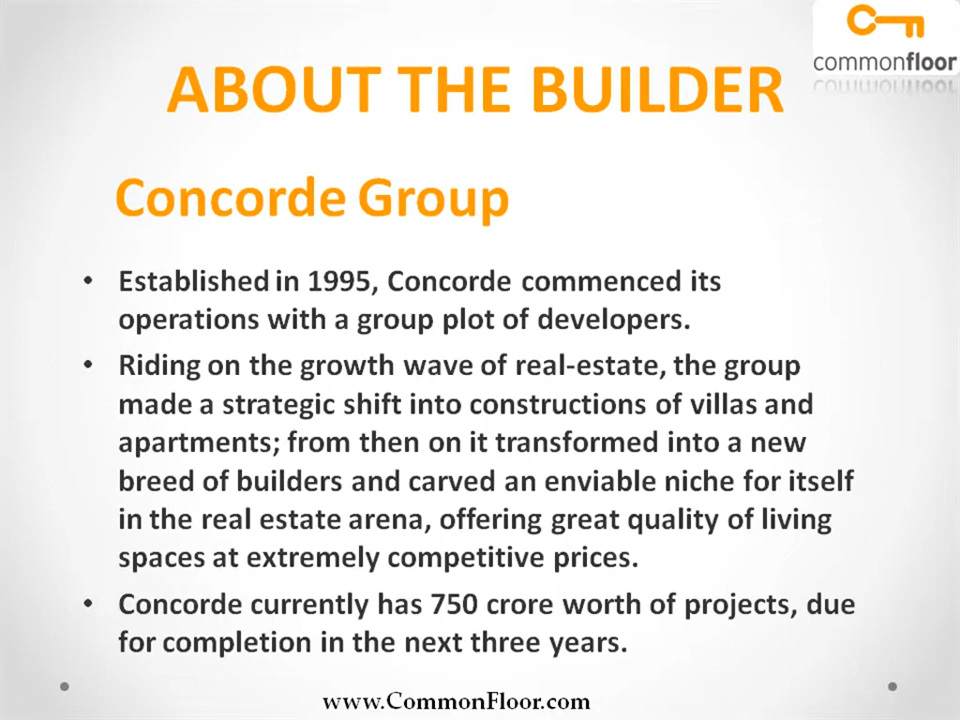 commonfloor
ABOUT THE BUILDER
Concorde Group
• Established in 1995, Concorde commenced its
operations with a group plot of developers.
• Riding on the growth wave of real-estate, the group
made a strategic shift into constructions of villas and
apartments; from then on it transformed into a new
breed of builders and carved an enviable niche for itself
in the real estate arena, offering great quality of living
spaces at extremely competitive prices.
• Concorde currently has 750 crore worth of projects, due
for completion in the next three years.
www.CommonFloor.com